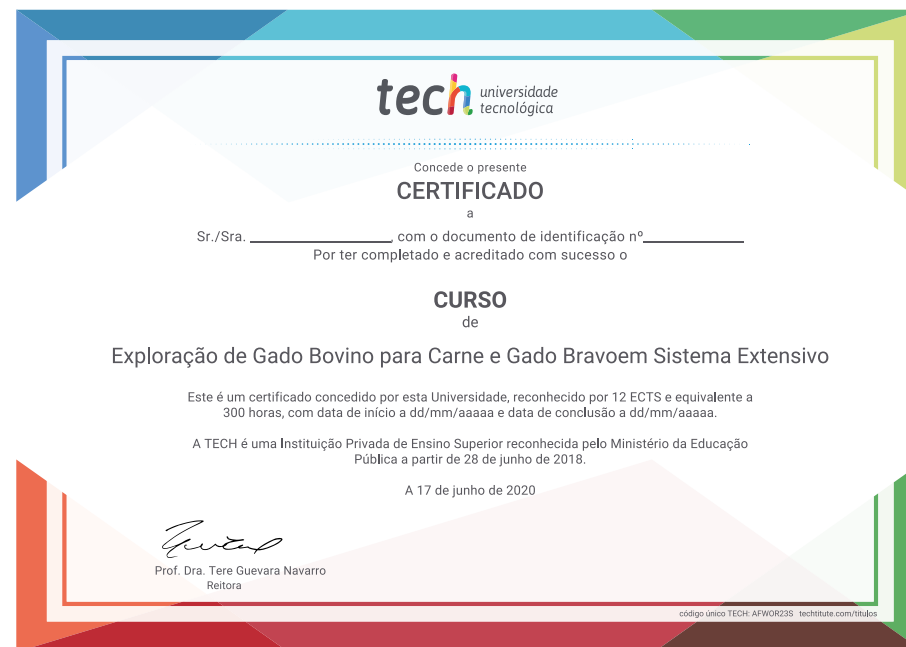 tech universidade
tecnológica
Concede o presente
CERTIFICADO
a
Sr./Sra. ____________________, com o documento de identificação nº______________
Por ter completado e acreditado com sucesso o
CURSO
de
Exploração de Gado Bovino para Carne e Gado Bravoem Sistema Extensivo
Este é um certificado concedido por esta Universidade, reconhecido por 12 ECTS e equivalente a
300 horas, com data de início a dd/mm/aaaaa e data de conclusão a dd/mm/aaaaa.
A TECH é uma Instituição Privada de Ensino Superior reconhecida pelo Ministério da Educação
Pública a partir de 28 de junho de 2018.
A 17 de junho de 2020
Prof. Dra. Tere Guevara Navarro
Reitora
código único TECH: AFWOR23S techtitute.com/titulos